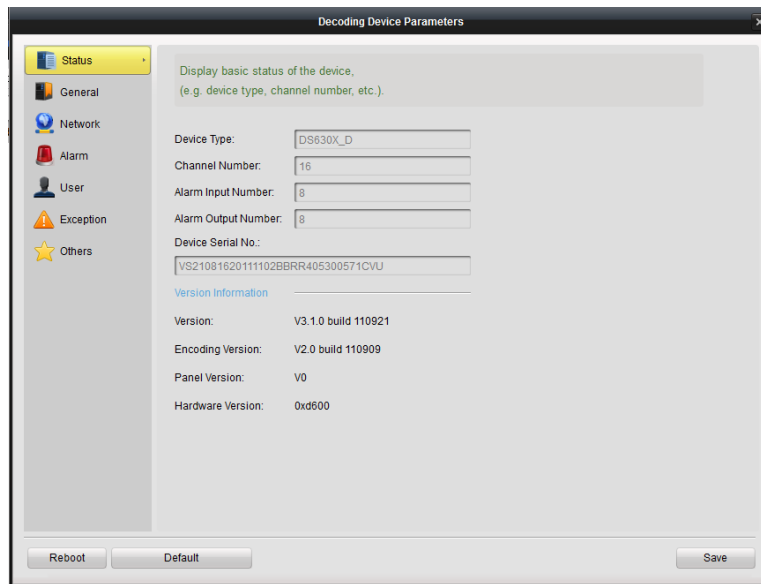 Decoding Device Parameters
Status
General
Network
Alarm
User
Exception
Others
Display basic status of the device,
(e.g. device type, channel number, etc.).
Device Type: DS630X_D
Channel Number: 16
Alarm Input Number: 8
Alarm Output Number: 8
Device Serial No.:
VS21081620111102BBRR405300571CVU
Version Information
Version: V3.1.0 build 110921
Encoding Version: V2.0 build 110909
Panel Version: V0
Hardware Version: 0xd600
Reboot Default Save